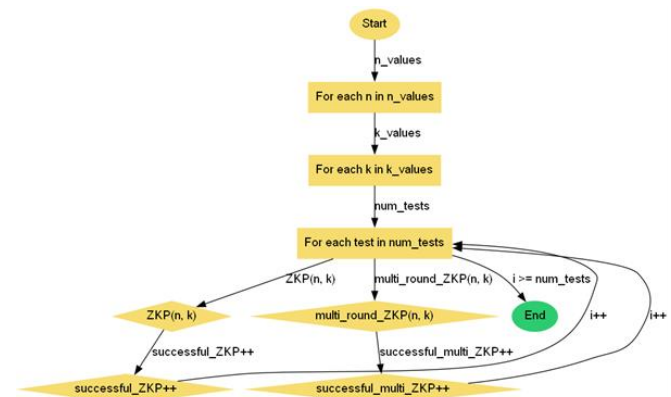 Start
n_values
For each n in n_values
k_values
For each k in k_values
num_tests
For each test in num_tests
ZKP(n, k)
multi_round_ZKP(n, k)
i >= num_tests
ZKP(n, k)
multi_round_ZKP(n, k)
End
i++
i++
successful_ZKP++
successful_multi_ZKP++
successful_ZKP++
successful_multi_ZKP++